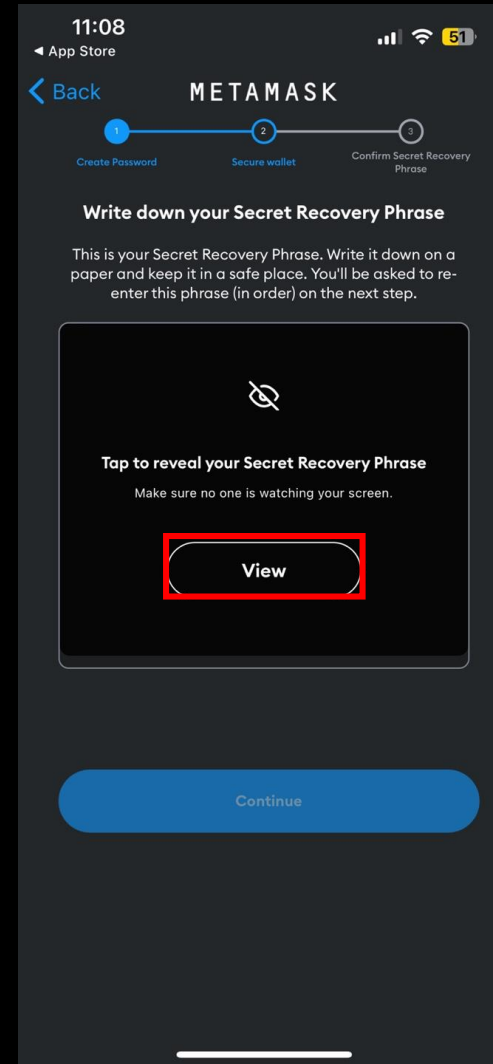 11:08
◀ App Store
51
Back
METAMASK
1
2
3
Create Password
Secure wallet
Confirm Secret Recovery
Phrase
Write down your Secret Recovery Phrase
This is your Secret Recovery Phrase. Write it down on a
paper and keep it in a safe place. You'll be asked to re-
enter this phrase (in order) on the next step.
Tap to reveal your Secret Recovery Phrase
Make sure no one is watching your screen.
View
Continue